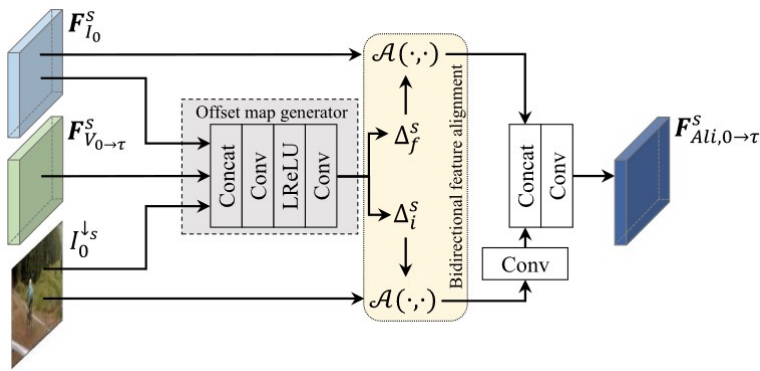 F^s_{I_0}
F^s_{V_{0→τ}}
I_0^{↓s}
Offset map generator
Concat
Conv
LReLU
Conv
𝒜(·,·)
Δ^s_f
Δ^s_i
𝒜(·,·)
Bidirectional feature alignment
Concat
Conv
Conv
F^s_{Ali,0→τ}